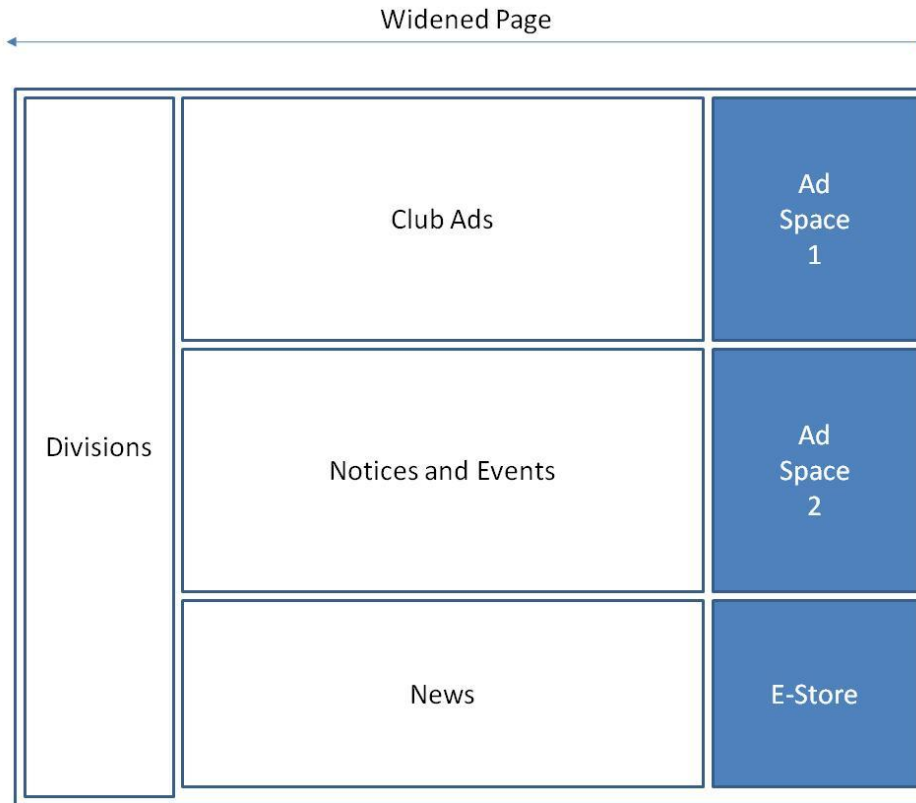 Widened Page
Club Ads
Ad
Space
1
Divisions
Notices and Events
Ad
Space
2
News
E-Store